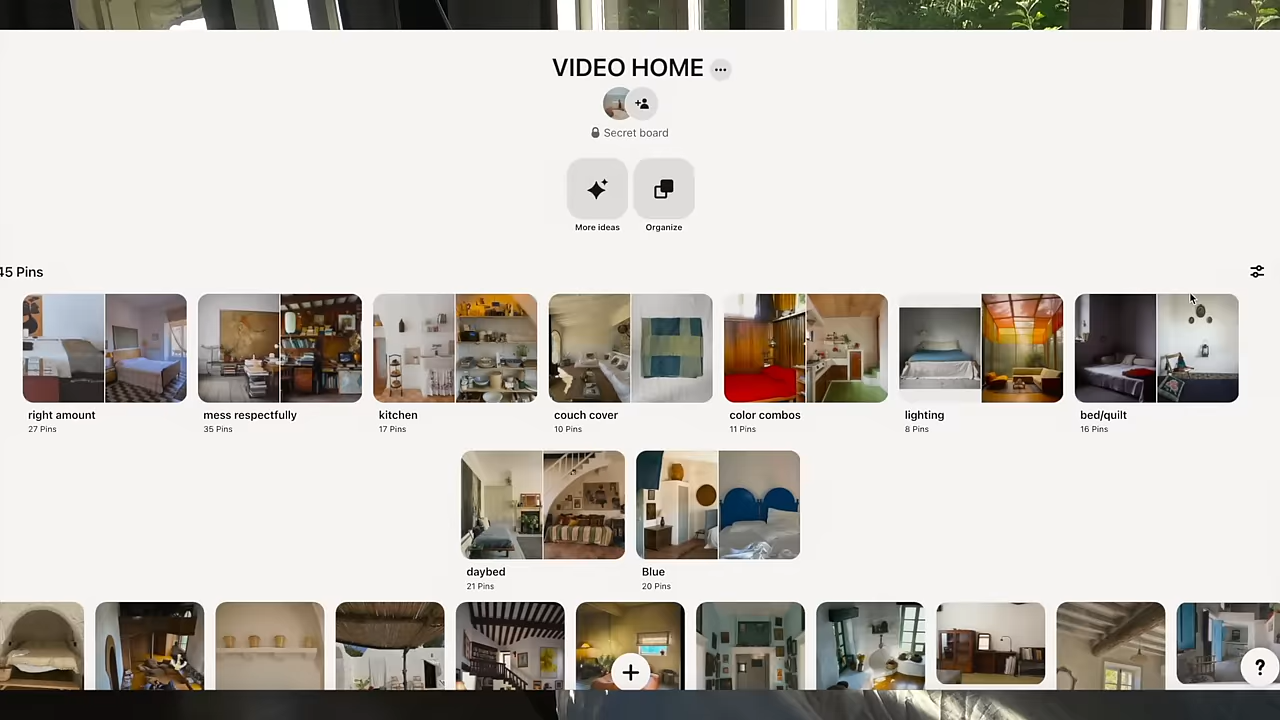 VIDEO HOME
Secret board
More ideas
Organize
45 Pins
right amount
27 Pins
mess respectfully
35 Pins
kitchen
17 Pins
couch cover
10 Pins
color combos
11 Pins
lighting
8 Pins
bed/quilt
16 Pins
daybed
21 Pins
Blue
20 Pins
?